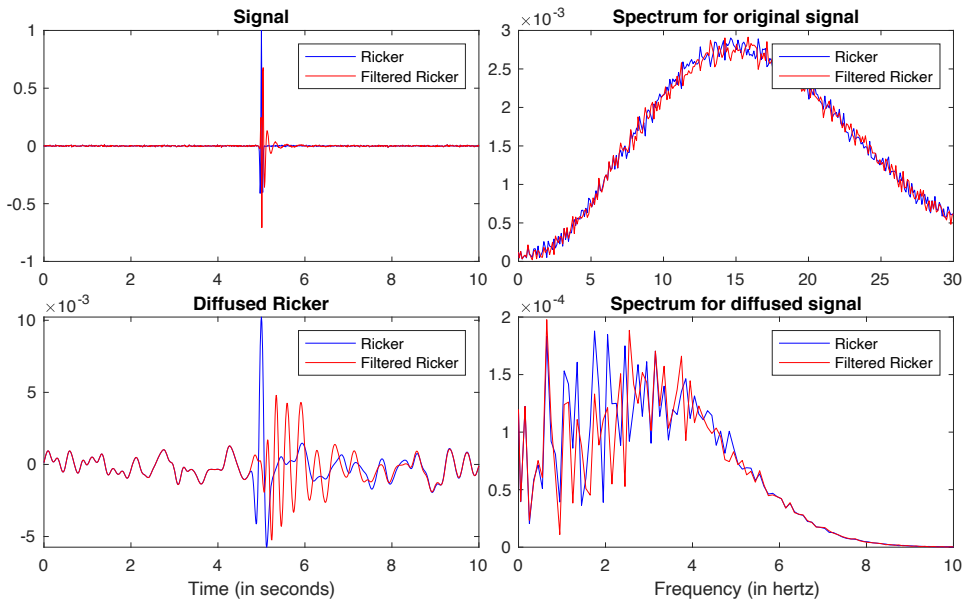 Signal
1
0.5
0
-0.5
-1
0 2 4 6 8 10
Ricker
Filtered Ricker
Spectrum for original signal
×10⁻³
3
2.5
2
1.5
1
0.5
0
0 5 10 15 20 25 30
Ricker
Filtered Ricker
Diffused Ricker
×10⁻³
10
5
0
-5
0 2 4 6 8 10
Time (in seconds)
Ricker
Filtered Ricker
Spectrum for diffused signal
×10⁻⁴
2
1.5
1
0.5
0
0 2 4 6 8 10
Frequency (in hertz)
Ricker
Filtered Ricker